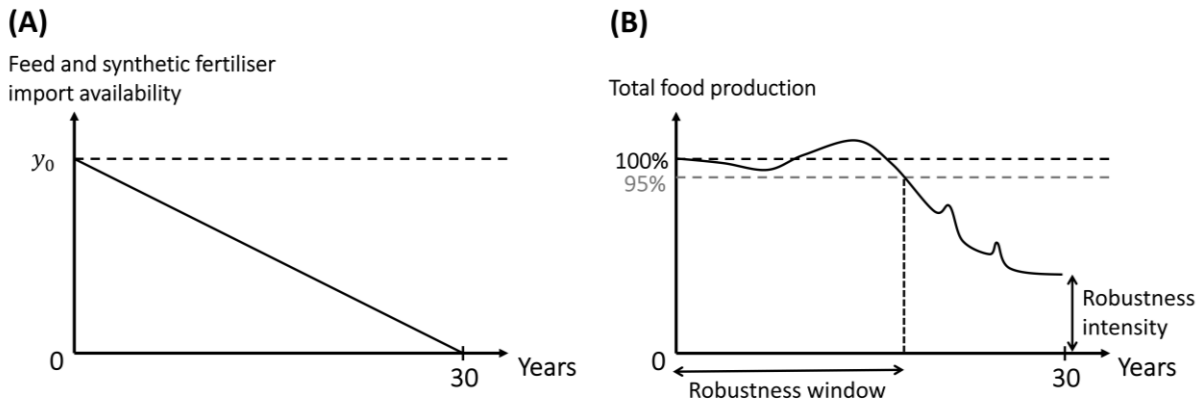 (A)
Feed and synthetic fertiliser
import availability
y₀
0
30
Years
(B)
Total food production
100%
95%
Robustness
intensity
0
30
Years
Robustness window